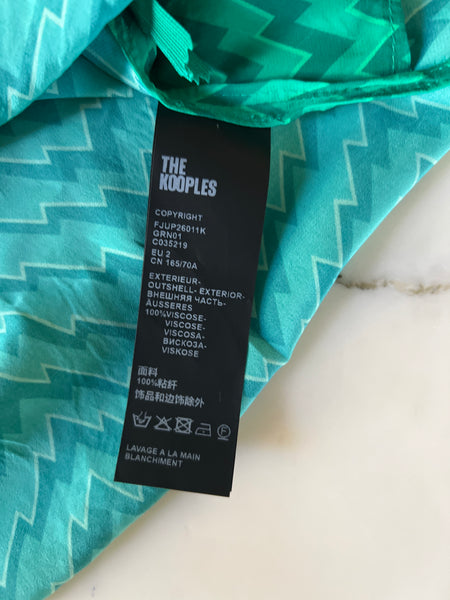 THE
KOOPLES
COPYRIGHT
FJUP26011K
GRN01
C035219
EU 2
CN 165/70A
EXTERIEUR-
OUTSHELL- EXTERIOR-
ВНЕШНЯЯ ЧАСТЬ-
ÄUSSERES
100%VISCOSE-
VISCOSE-
VISCOSA-
ВИСКОЗА-
VISKOSE
面料
100%粘纤
饰品和边饰除外
F
LAVAGE A LA MAIN
BLANCHIMENT